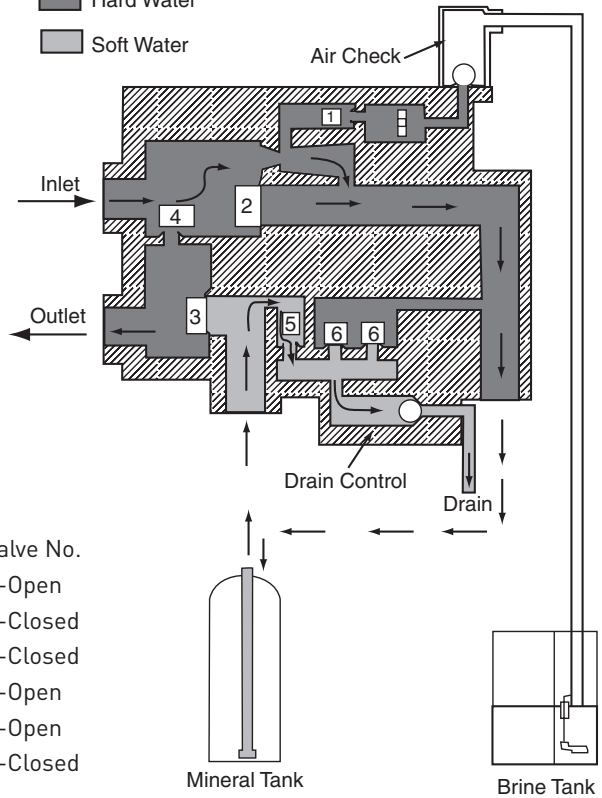 Hard Water
Soft Water
Air Check
1
Inlet
4
2
Outlet
3
5
6
6
Drain Control
Drain
alve No.
-Open
-Closed
-Closed
-Open
-Open
-Closed
Mineral Tank
Brine Tank